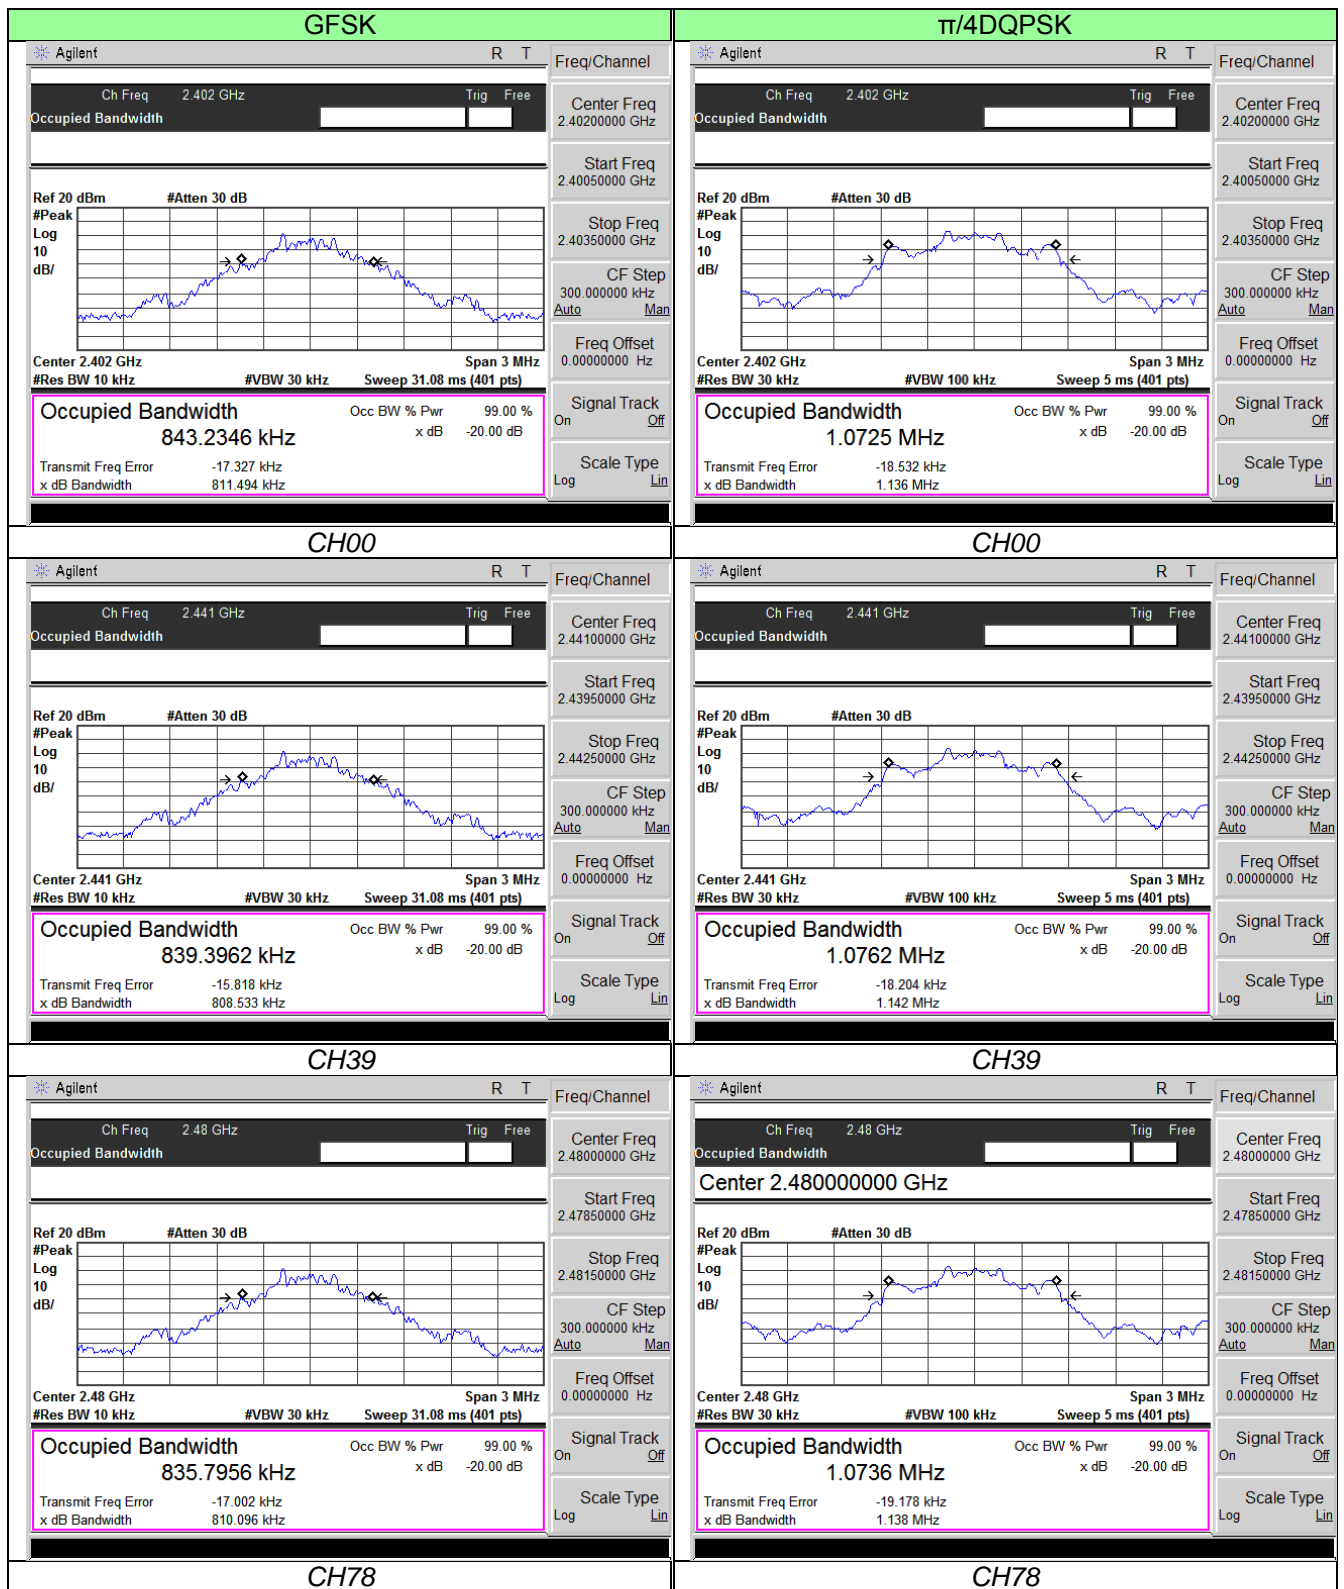 GFSK
π/4DQPSK
Agilent R T
Freq/Channel
Ch Freq 2.402 GHz Trig Free
Occupied Bandwidth
Center Freq
2.40200000 GHz
Start Freq
2.40050000 GHz
Ref 20 dBm #Atten 30 dB
#Peak
Log
10
dB/
Stop Freq
2.40350000 GHz
CF Step
300.000000 kHz
Auto Man
Freq Offset
0.00000000 Hz
Center 2.402 GHz Span 3 MHz
#Res BW 10 kHz #VBW 30 kHz Sweep 31.08 ms (401 pts)
Signal Track
On Off
Occupied Bandwidth Occ BW % Pwr 99.00 %
843.2346 kHz x dB -20.00 dB
Scale Type
Log Lin
Transmit Freq Error -17.327 kHz
x dB Bandwidth 811.494 kHz
CH00
Agilent R T
Freq/Channel
Ch Freq 2.402 GHz Trig Free
Occupied Bandwidth
Center Freq
2.40200000 GHz
Start Freq
2.40050000 GHz
Ref 20 dBm #Atten 30 dB
#Peak
Log
10
dB/
Stop Freq
2.40350000 GHz
CF Step
300.000000 kHz
Auto Man
Freq Offset
0.00000000 Hz
Center 2.402 GHz Span 3 MHz
#Res BW 30 kHz #VBW 100 kHz Sweep 5 ms (401 pts)
Signal Track
On Off
Occupied Bandwidth Occ BW % Pwr 99.00 %
1.0725 MHz x dB -20.00 dB
Scale Type
Log Lin
Transmit Freq Error -18.532 kHz
x dB Bandwidth 1.136 MHz
CH00
Agilent R T
Freq/Channel
Ch Freq 2.441 GHz Trig Free
Occupied Bandwidth
Center Freq
2.44100000 GHz
Start Freq
2.43950000 GHz
Ref 20 dBm #Atten 30 dB
#Peak
Log
10
dB/
Stop Freq
2.44250000 GHz
CF Step
300.000000 kHz
Auto Man
Freq Offset
0.00000000 Hz
Center 2.441 GHz Span 3 MHz
#Res BW 10 kHz #VBW 30 kHz Sweep 31.08 ms (401 pts)
Signal Track
On Off
Occupied Bandwidth Occ BW % Pwr 99.00 %
839.3962 kHz x dB -20.00 dB
Scale Type
Log Lin
Transmit Freq Error -15.818 kHz
x dB Bandwidth 808.533 kHz
CH39
Agilent R T
Freq/Channel
Ch Freq 2.441 GHz Trig Free
Occupied Bandwidth
Center Freq
2.44100000 GHz
Start Freq
2.43950000 GHz
Ref 20 dBm #Atten 30 dB
#Peak
Log
10
dB/
Stop Freq
2.44250000 GHz
CF Step
300.000000 kHz
Auto Man
Freq Offset
0.00000000 Hz
Center 2.441 GHz Span 3 MHz
#Res BW 30 kHz #VBW 100 kHz Sweep 5 ms (401 pts)
Signal Track
On Off
Occupied Bandwidth Occ BW % Pwr 99.00 %
1.0762 MHz x dB -20.00 dB
Scale Type
Log Lin
Transmit Freq Error -18.204 kHz
x dB Bandwidth 1.142 MHz
CH39
Agilent R T
Freq/Channel
Ch Freq 2.48 GHz Trig Free
Occupied Bandwidth
Center Freq
2.48000000 GHz
Start Freq
2.47850000 GHz
Ref 20 dBm #Atten 30 dB
#Peak
Log
10
dB/
Stop Freq
2.48150000 GHz
CF Step
300.000000 kHz
Auto Man
Freq Offset
0.00000000 Hz
Center 2.48 GHz Span 3 MHz
#Res BW 10 kHz #VBW 30 kHz Sweep 31.08 ms (401 pts)
Signal Track
On Off
Occupied Bandwidth Occ BW % Pwr 99.00 %
835.7956 kHz x dB -20.00 dB
Scale Type
Log Lin
Transmit Freq Error -17.002 kHz
x dB Bandwidth 810.096 kHz
CH78
Agilent R T
Freq/Channel
Ch Freq 2.48 GHz Trig Free
Occupied Bandwidth
Center Freq
2.48000000 GHz
Center 2.480000000 GHz
Start Freq
2.47850000 GHz
Ref 20 dBm #Atten 30 dB
#Peak
Log
10
dB/
Stop Freq
2.48150000 GHz
CF Step
300.000000 kHz
Auto Man
Freq Offset
0.00000000 Hz
Center 2.48 GHz Span 3 MHz
#Res BW 30 kHz #VBW 100 kHz Sweep 5 ms (401 pts)
Signal Track
On Off
Occupied Bandwidth Occ BW % Pwr 99.00 %
1.0736 MHz x dB -20.00 dB
Scale Type
Log Lin
Transmit Freq Error -19.178 kHz
x dB Bandwidth 1.138 MHz
CH78